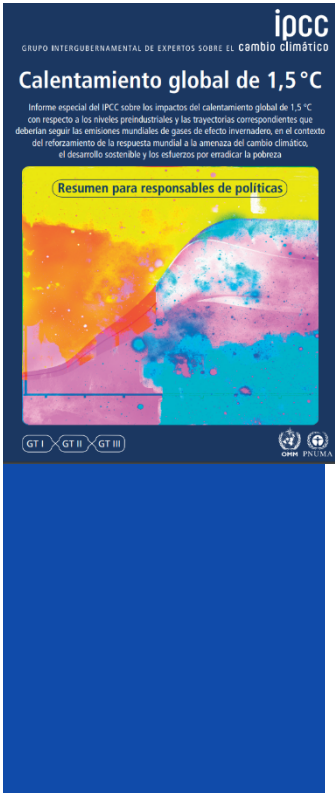 ipcc
GRUPO INTERGUBERNAMENTAL DE EXPERTOS SOBRE EL cambio climático
Calentamiento global de 1,5 °C
Informe especial del IPCC sobre los impactos del calentamiento global de 1,5 °C
con respecto a los niveles preindustriales y las trayectorias correspondientes que
deberían seguir las emisiones mundiales de gases de efecto invernadero, en el contexto
del reforzamiento de la respuesta mundial a la amenaza del cambio climático,
el desarrollo sostenible y los esfuerzos por erradicar la pobreza
Resumen para responsables de políticas
GT I GT II GT III
OMM PNUMA